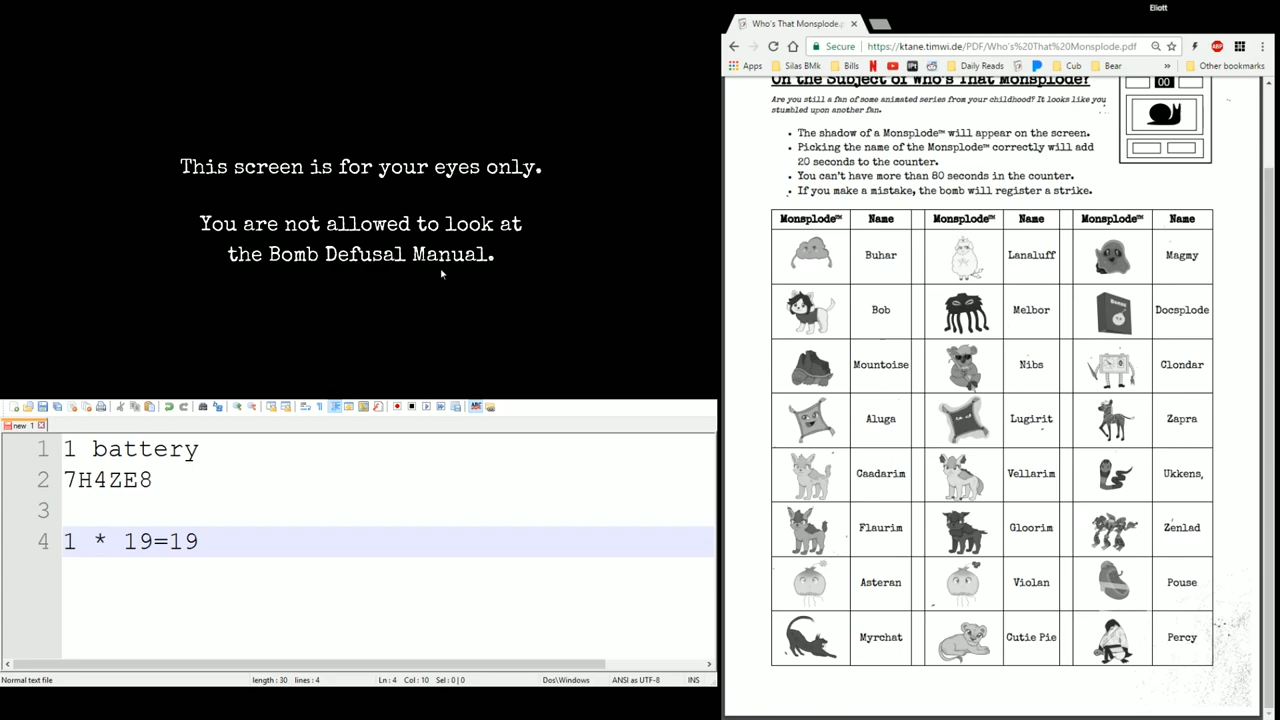 Eliott
Who's That Monsplode.p
Secure https://ktane.timwi.de/PDF/Who's%20That%20Monsplode.pdf
Apps Silas BMk Bills Daily Reads Cub Bear » Other bookmarks
On the Subject of Who's That Monsplode?
Are you still a fan of some animated series from your childhood? It looks like you
stumbled upon another fan.
00
• The shadow of a Monsplode™ will appear on the screen.
• Picking the name of the Monsplode™ correctly will add
20 seconds to the counter.
• You can't have more than 80 seconds in the counter.
• If you make a mistake, the bomb will register a strike.
Monsplode™ Name Monsplode™ Name Monsplode™ Name
Buhar Lanaluff Magmy
Bob Melbor Docsplode
Mountoise Nibs Clondar
Aluga Lugirit Zapra
Caadarim Vellarim Ukkens
Flaurim Gloorim Zenlad
Asteran Violan Pouse
Myrchat Cutie Pie Percy
This screen is for your eyes only.
You are not allowed to look at
the Bomb Defusal Manual.
new 1
1 1 battery
2 7H4ZE8
3
4 1 * 19=19
Normal text file length : 30 lines : 4 Ln : 4 Col : 10 Sel : 0 | 0 Dos\Windows ANSI as UTF-8 INS